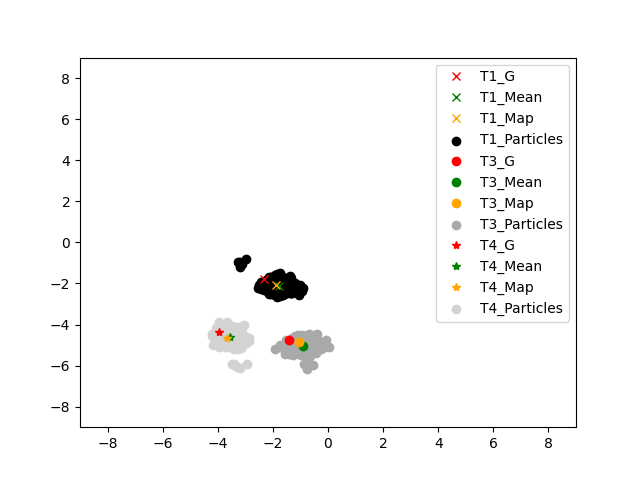 8
6
4
2
0
−2
−4
−6
−8
−8 −6 −4 −2 0 2 4 6 8
T1_G
T1_Mean
T1_Map
T1_Particles
T3_G
T3_Mean
T3_Map
T3_Particles
T4_G
T4_Mean
T4_Map
T4_Particles